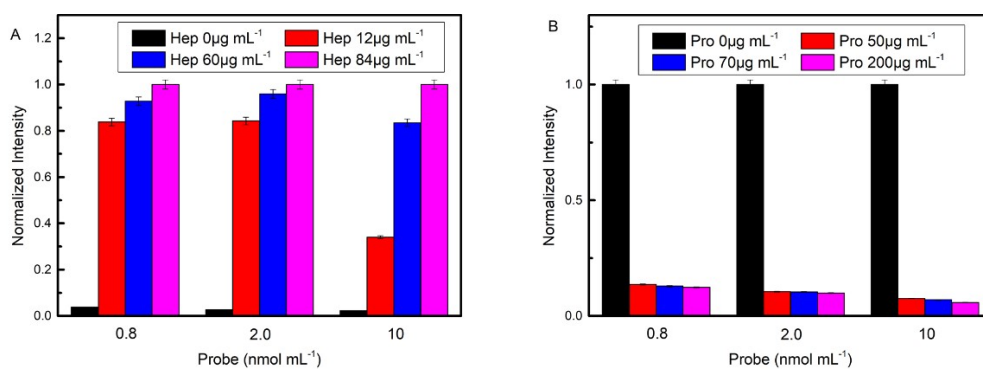 A
Hep 0µg mL⁻¹ Hep 12µg mL⁻¹
Hep 60µg mL⁻¹ Hep 84µg mL⁻¹
1.2
1.0
0.8
0.6
0.4
0.2
0.0
Normalized Intensity
0.8 2.0 10
Probe (nmol mL⁻¹)
B
Pro 0µg mL⁻¹ Pro 50µg mL⁻¹
Pro 70µg mL⁻¹ Pro 200µg mL⁻¹
1.0
0.5
0.0
Normalized Intensity
0.8 2.0 10
Probe (nmol mL⁻¹)